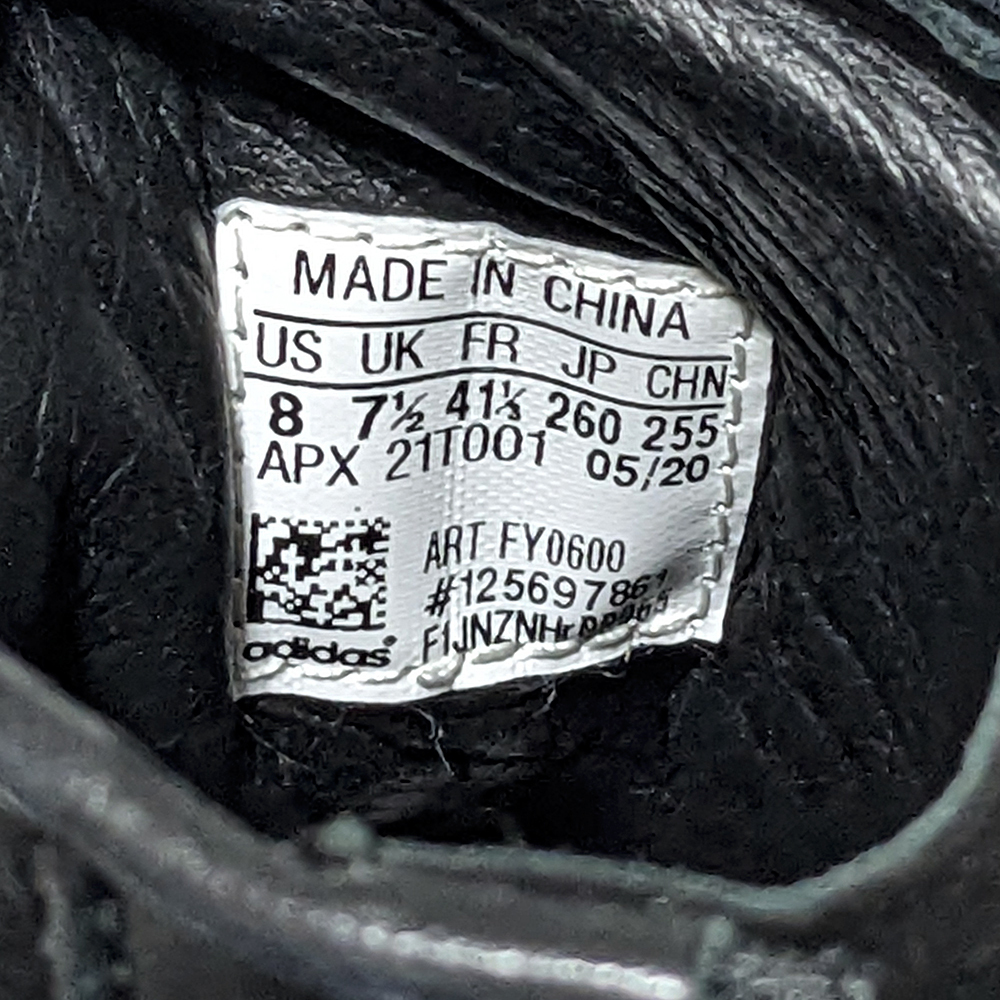 MADE IN CHINA
US UK FR JP CHN
8 7½ 41⅓ 260 255
APX 21T001 05/20
ART FY0600
adidas